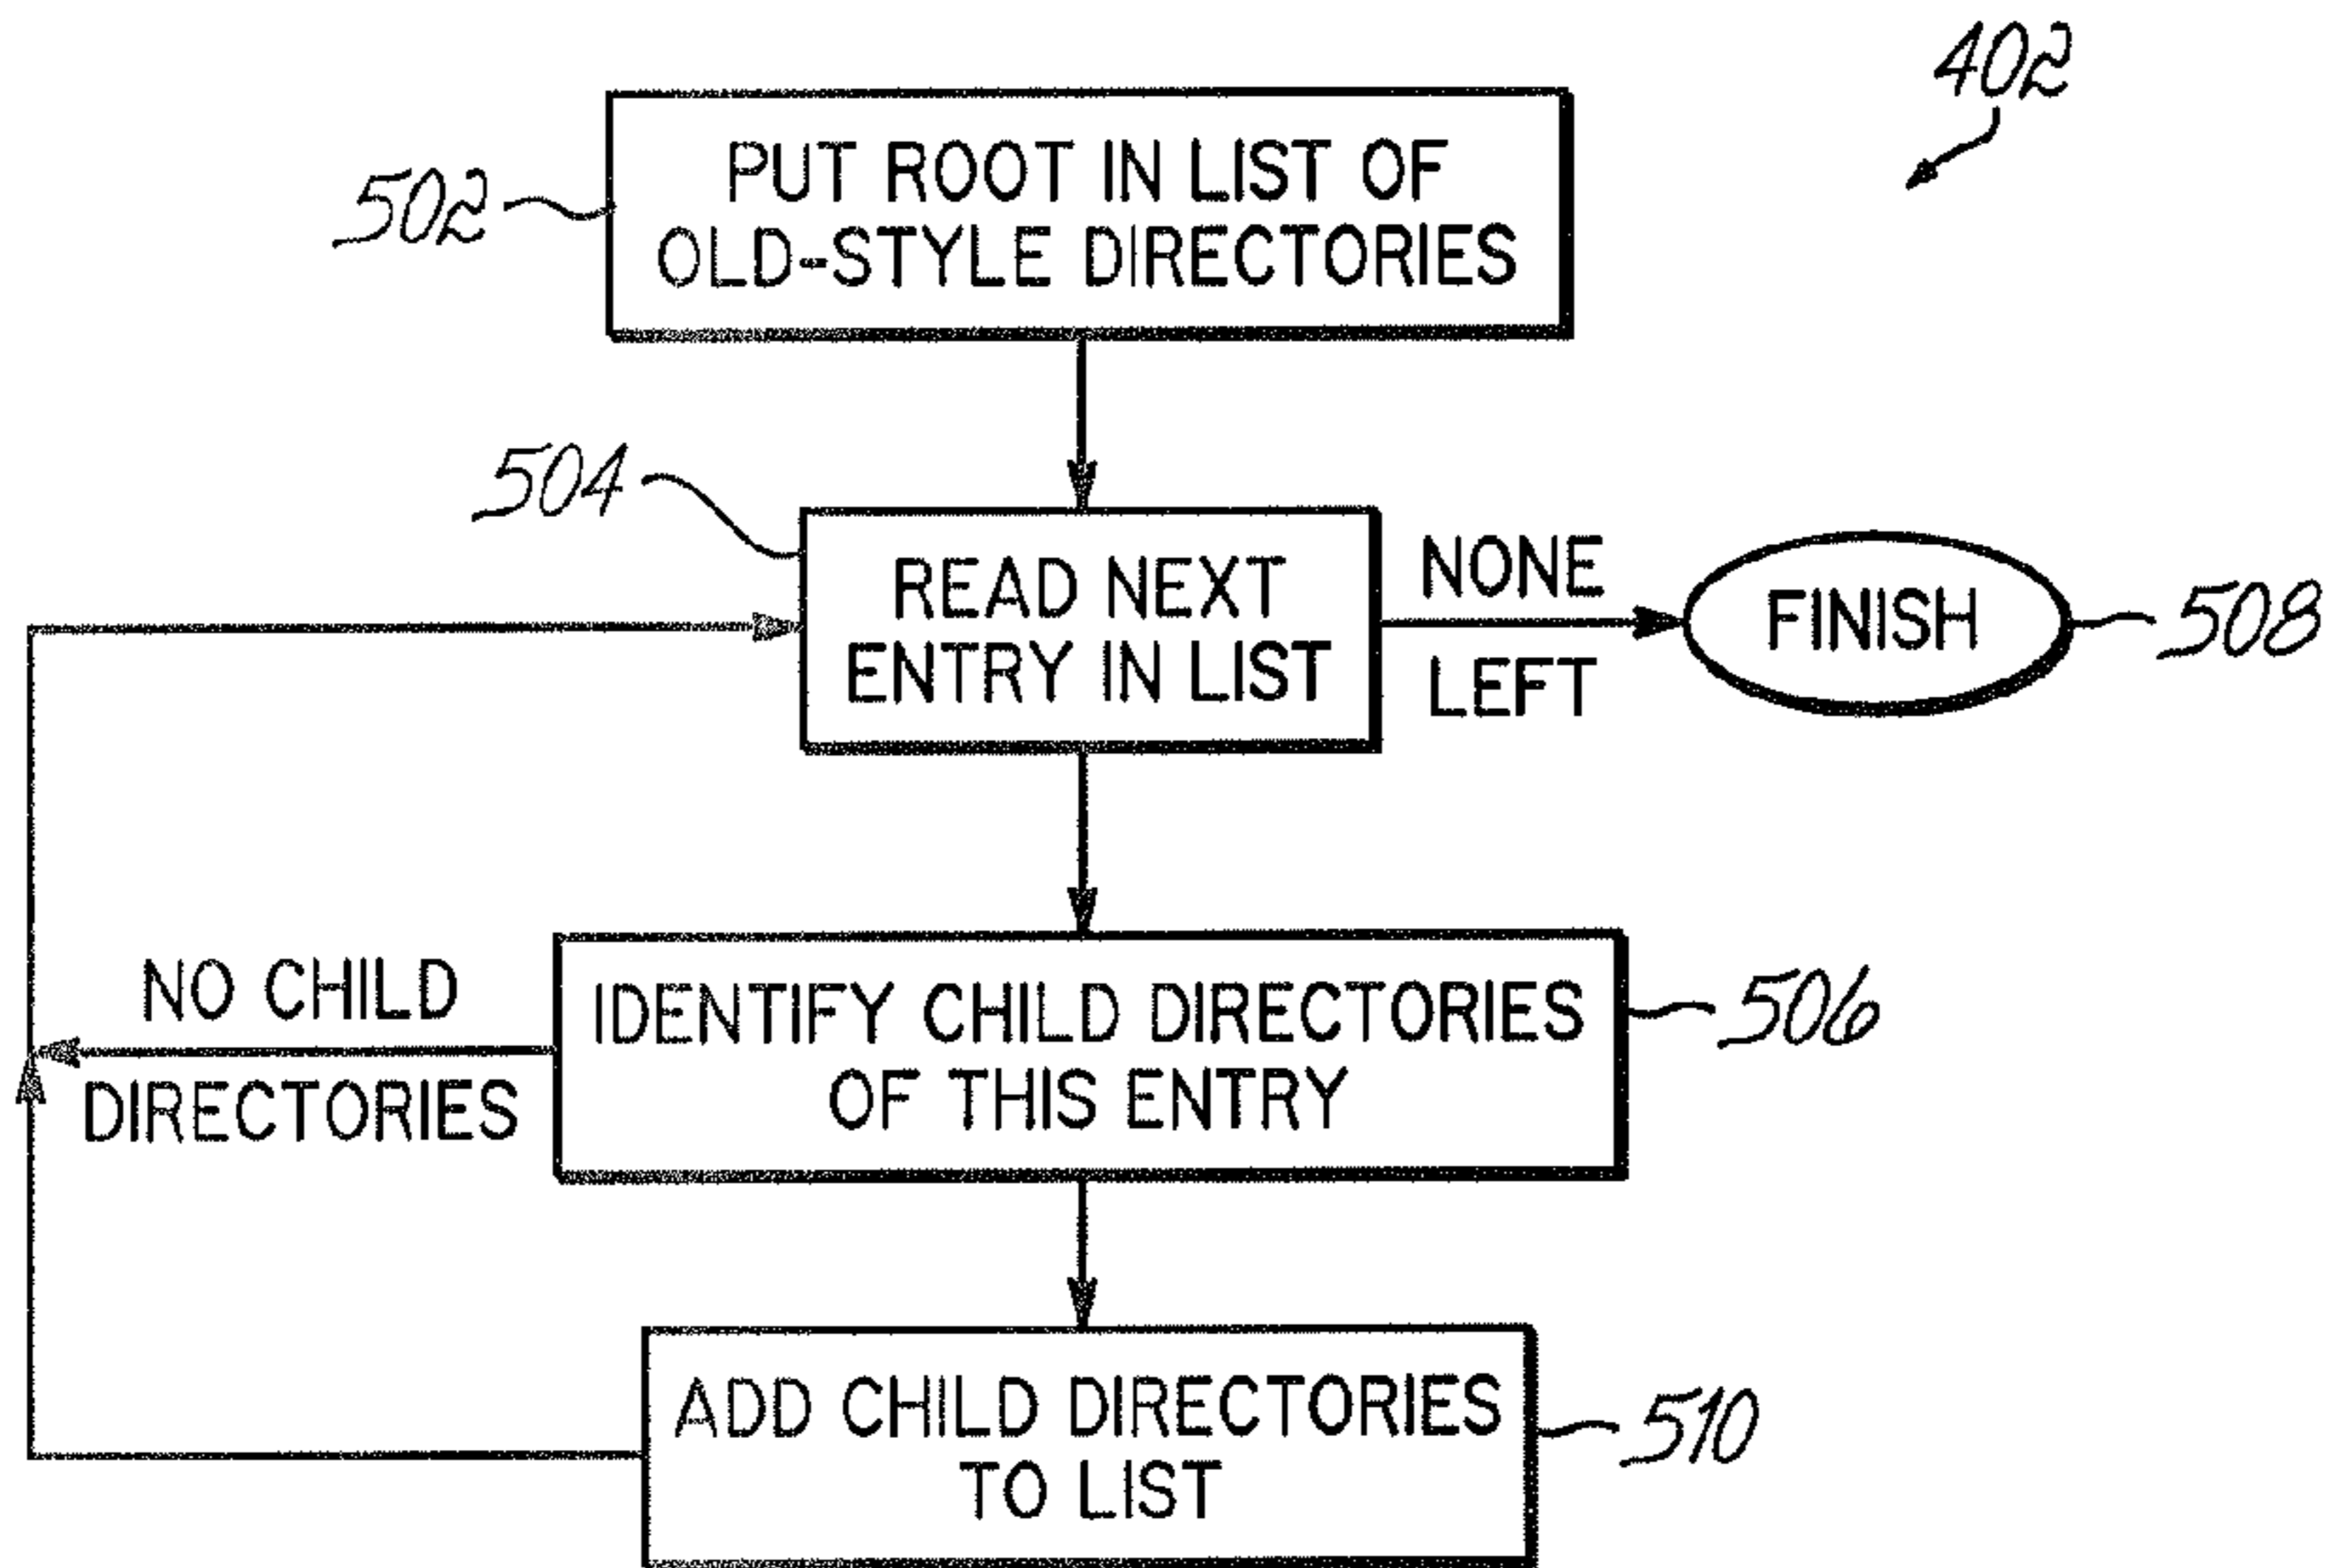 402
PUT ROOT IN LIST OF
OLD-STYLE DIRECTORIES
502
504
READ NEXT
ENTRY IN LIST
NONE
LEFT
FINISH
508
NO CHILD
DIRECTORIES
IDENTIFY CHILD DIRECTORIES
OF THIS ENTRY
506
ADD CHILD DIRECTORIES
TO LIST
510